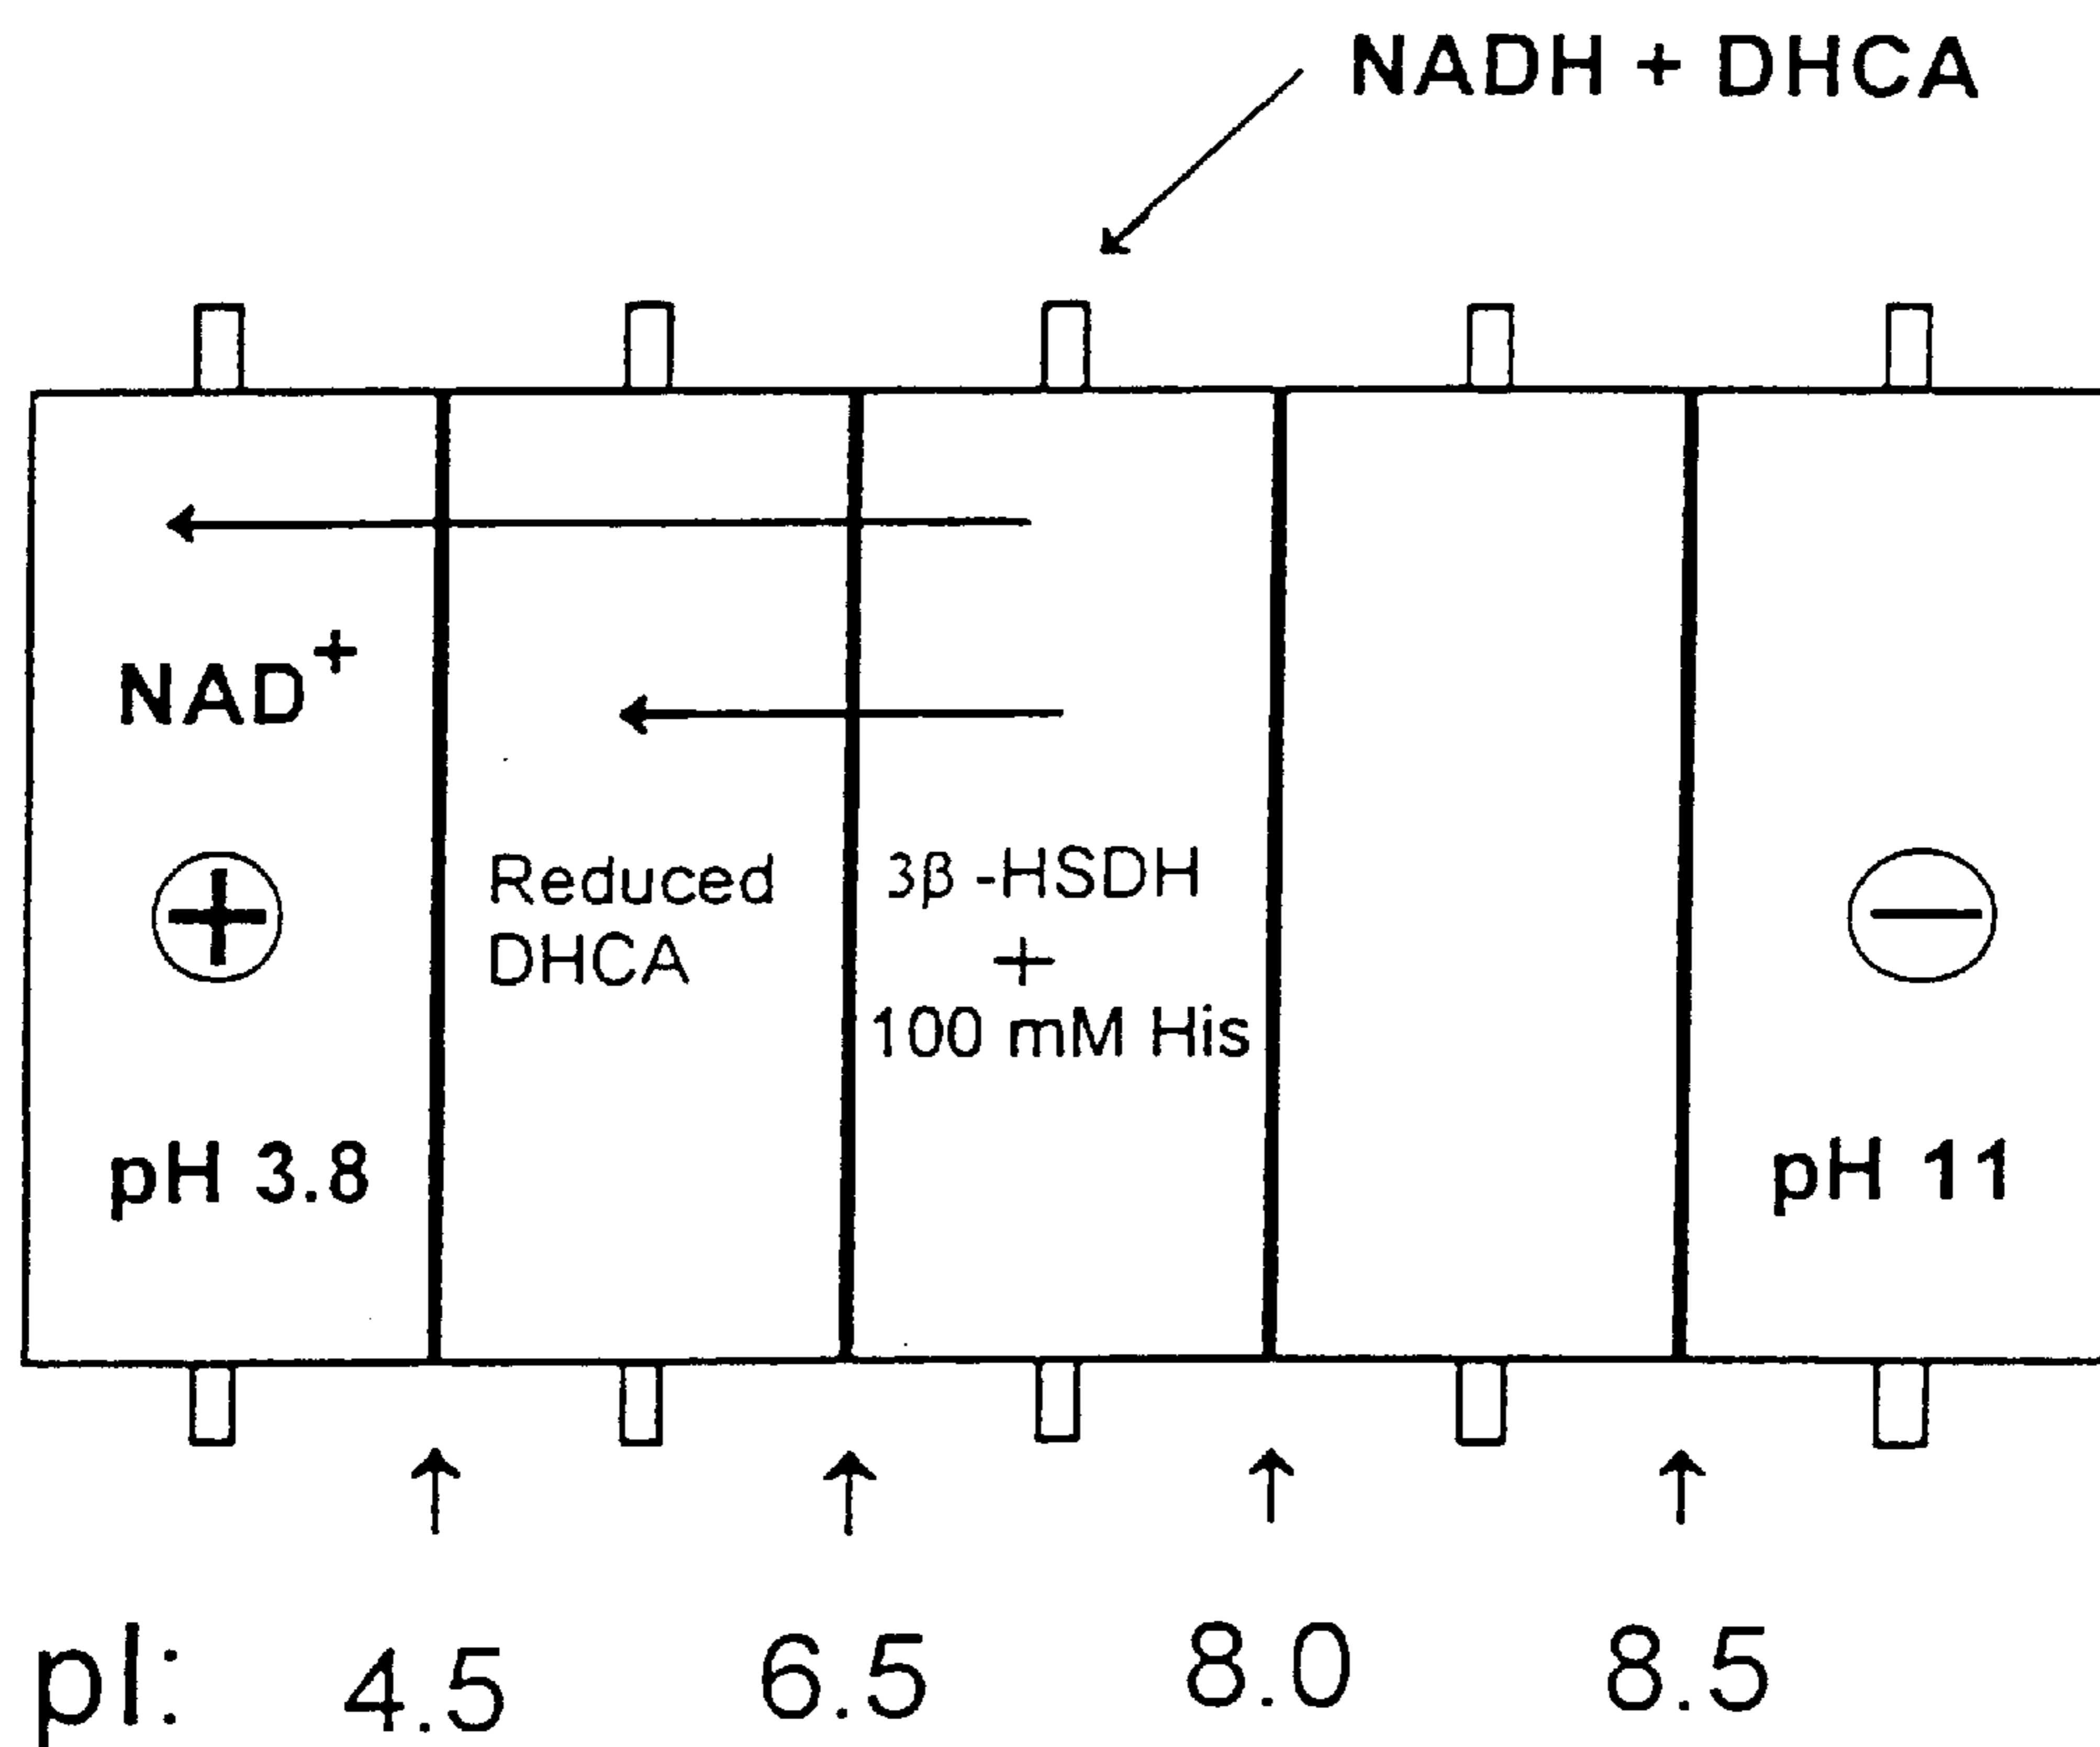 NADH + DHCA
NAD+
+
−
Reduced
DHCA
3β -HSDH
+
100 mM His
pH 3.8
pH 11
pI: 4.5 6.5 8.0 8.5